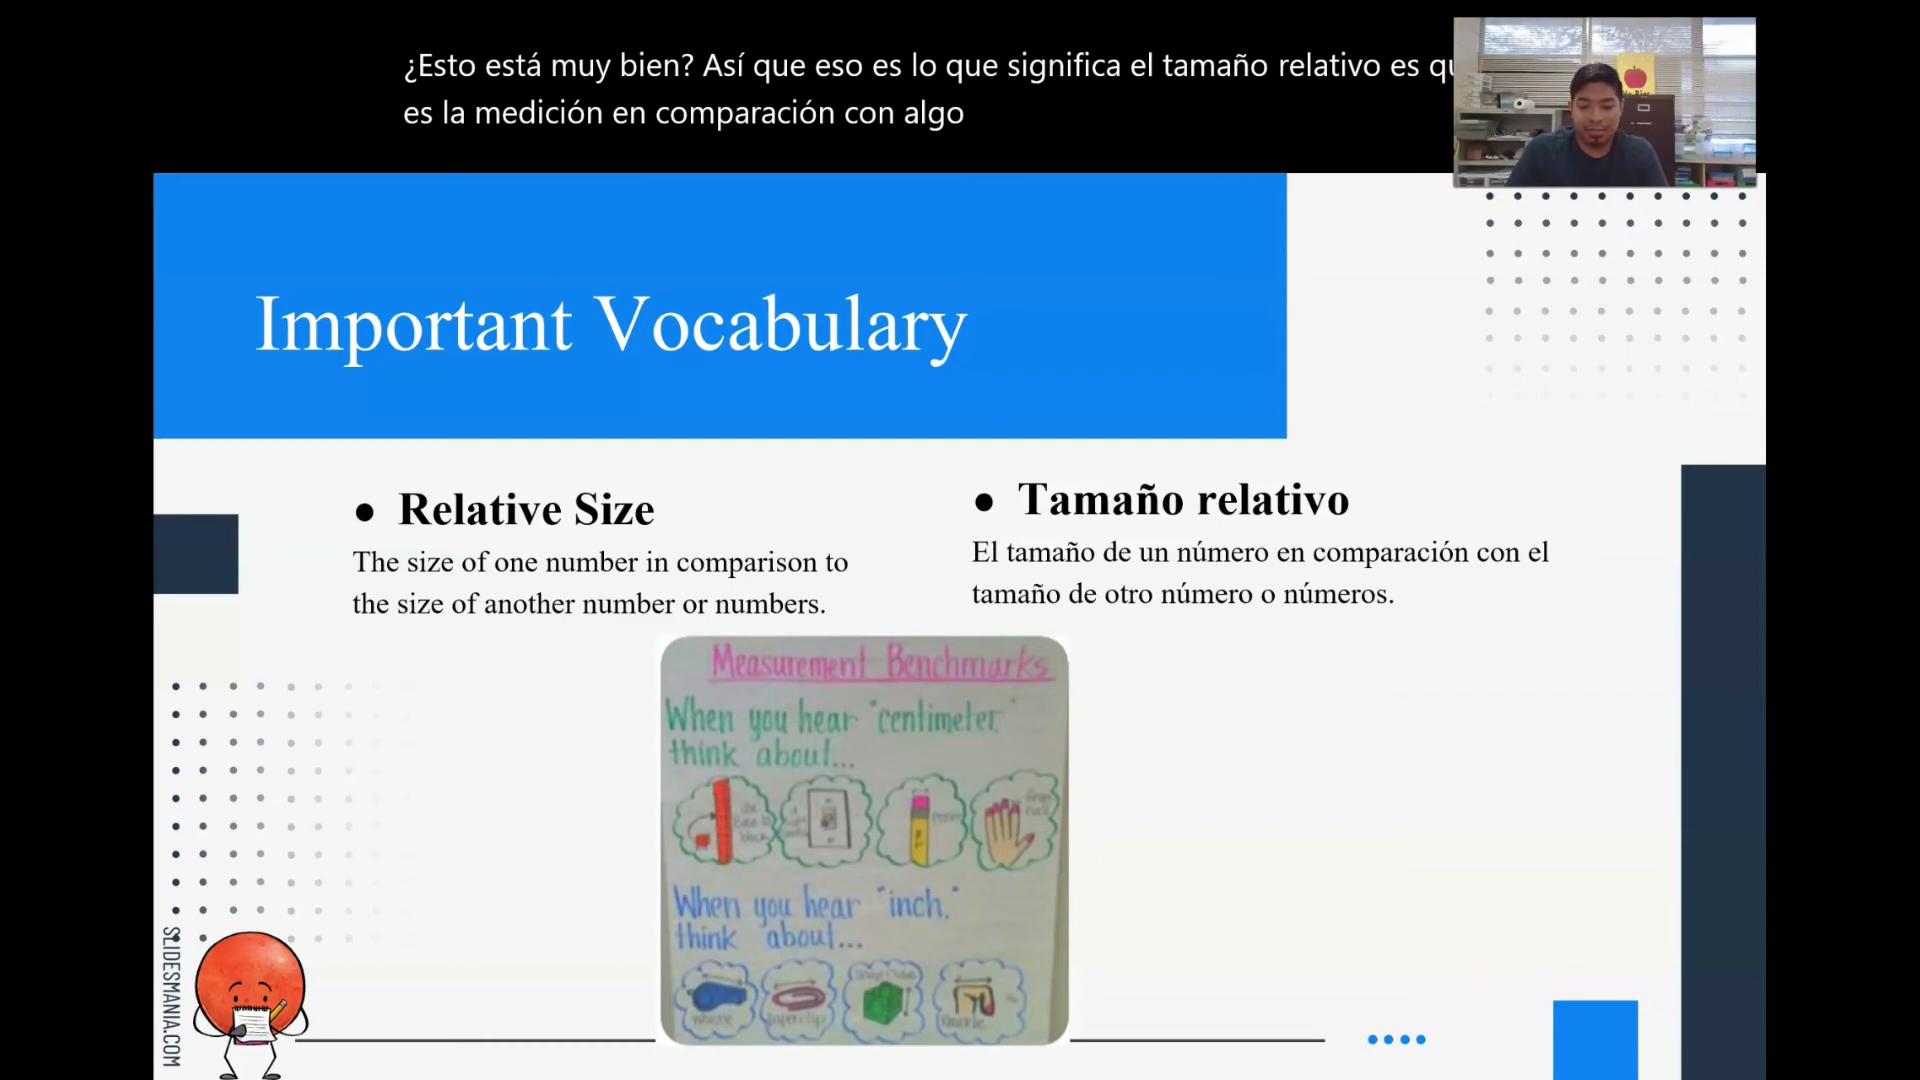 ¿Esto está muy bien? Así que eso es lo que significa el tamaño relativo es
es la medición en comparación con algo
Important Vocabulary
● Relative Size
The size of one number in comparison to
the size of another number or numbers.
● Tamaño relativo
El tamaño de un número en comparación con el
tamaño de otro número o números.
Measurement Benchmarks
When you hear "centimeter,"
think about...
When you hear "inch,"
think about...
paperclip
SLIDESMANIA.COM